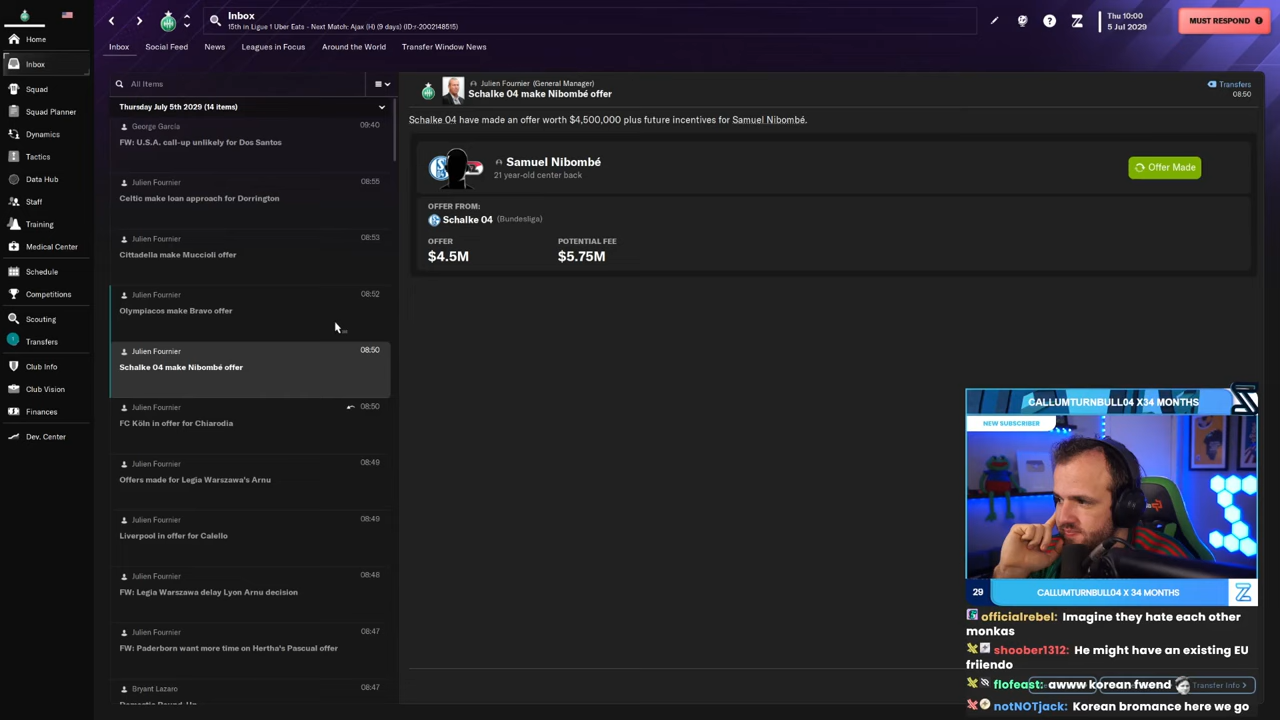 Inbox
15th in Ligue 1 Uber Eats - Next Match: Ajax (H) (9 days) (ID:r-2002148515)
Thu 10:00
5 Jul 2029
MUST RESPOND
Home
Inbox
Squad
Squad Planner
Dynamics
Tactics
Data Hub
Staff
Training
Medical Center
Schedule
Competitions
Scouting
Transfers
Club Info
Club Vision
Finances
Dev. Center
Inbox
Social Feed
News
Leagues in Focus
Around the World
Transfer Window News
All Items
Thursday July 5th 2029 (14 items)
George García 09:40
FW: U.S.A. call-up unlikely for Dos Santos
Julien Fournier 08:55
Celtic make loan approach for Dorrington
Julien Fournier 08:53
Cittadella make Muccioli offer
Julien Fournier 08:52
Olympiacos make Bravo offer
Julien Fournier 08:50
Schalke 04 make Nibombé offer
Julien Fournier 08:50
FC Köln in offer for Chiarodia
Julien Fournier 08:49
Offers made for Legia Warszawa's Arnu
Julien Fournier 08:49
Liverpool in offer for Calello
Julien Fournier 08:48
FW: Legia Warszawa delay Lyon Arnu decision
Julien Fournier 08:47
FW: Paderborn want more time on Hertha's Pascual offer
Bryant Lazaro 08:47
Julien Fournier (General Manager)
Schalke 04 make Nibombé offer
Transfers
08:50
Schalke 04 have made an offer worth $4,500,000 plus future incentives for Samuel Nibombé.
Samuel Nibombé
21 year-old center back
Offer Made
OFFER FROM:
Schalke 04 (Bundesliga)
OFFER
$4.5M
POTENTIAL FEE
$5.75M
CALLUMTURNBULL04 X34 MONTHS
NEW SUBSCRIBER
29 CALLUMTURNBULL04 X 34 MONTHS
officialrebel: Imagine they hate each other
monkas
shoober1312: He might have an existing EU
friendo
flofeast: awww korean fwend
Transfer Info
notNOTjack: Korean bromance here we go